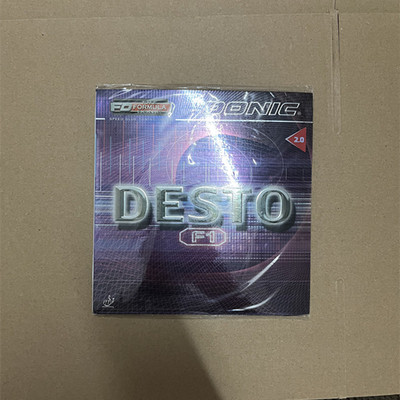 FORMULA
DONIC
2.0
DESTO
F1